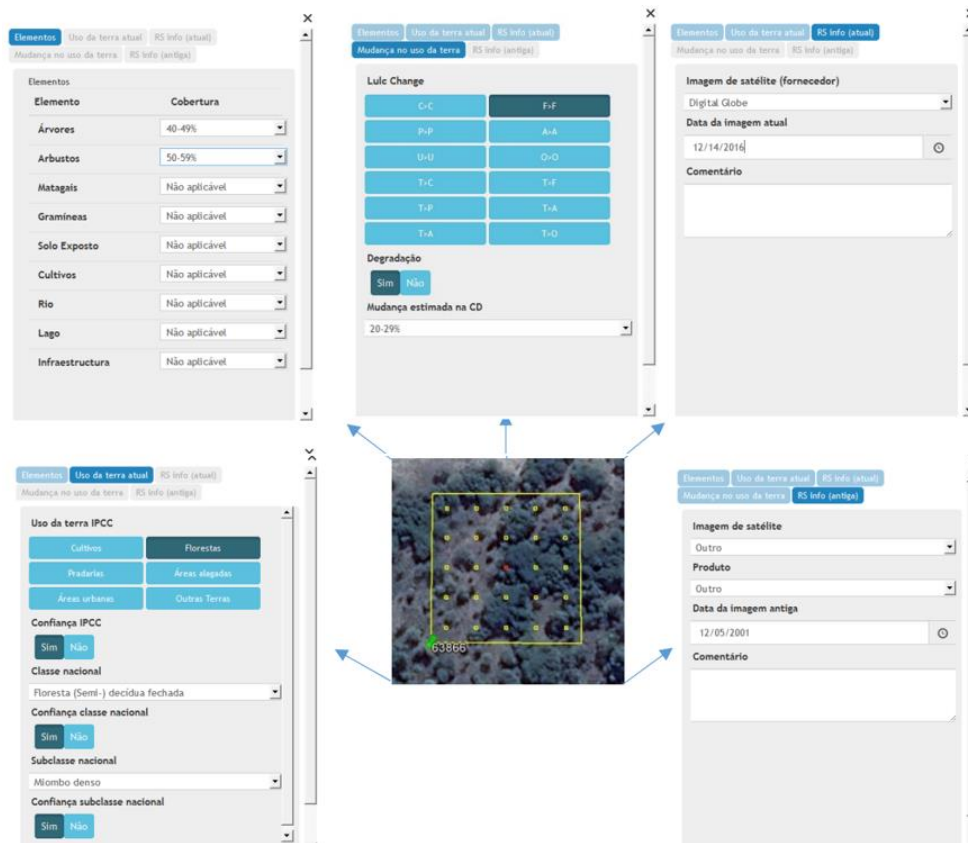 Elementos Uso da terra atual RS info (atual)
Mudança no uso da terra RS info (antiga)
Elementos
Elemento Cobertura
Árvores 40-49%
Arbustos 50-59%
Matagais Não aplicável
Gramíneas Não aplicável
Solo Exposto Não aplicável
Cultivos Não aplicável
Rio Não aplicável
Lago Não aplicável
Infraestructura Não aplicável
Elementos Uso da terra atual RS info (atual)
Mudança no uso da terra RS info (antiga)
Lulc Change
C>C F>F
P>P A>A
U>U O>O
T>C T>F
T>P T>A
T>A T>O
Degradação
Sim Não
Mudança estimada na CD
20-29%
Elementos Uso da terra atual RS info (atual)
Mudança no uso da terra RS info (antiga)
Imagem de satélite (fornecedor)
Digital Globe
Data da imagem atual
12/14/2016
Comentário
Elementos Uso da terra atual RS info (atual)
Mudança no uso da terra RS info (antiga)
Uso da terra IPCC
Cultivos Florestas
Pradarias Áreas alagadas
Áreas urbanas Outras Terras
Confiança IPCC
Sim Não
Classe nacional
Floresta (Semi-) decídua fechada
Confiança classe nacional
Sim Não
Subclasse nacional
Miombo denso
Confiança subclasse nacional
Sim Não
63866
Elementos Uso da terra atual RS info (atual)
Mudança no uso da terra RS info (antiga)
Imagem de satélite
Outro
Produto
Outro
Data da imagem antiga
12/05/2001
Comentário